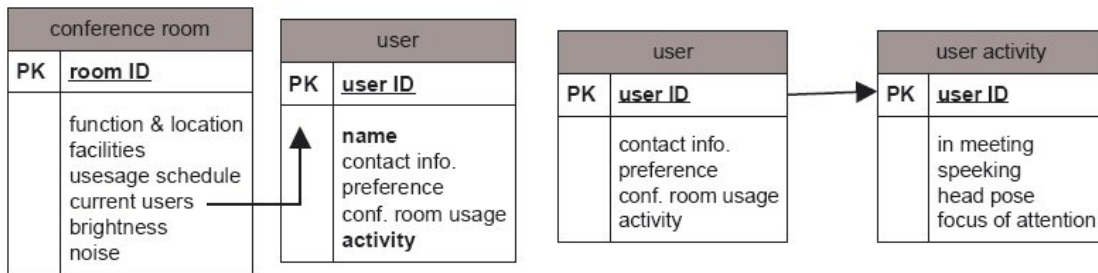 conference room
PK room ID
function & location
facilities
usesage schedule
current users
brightness
noise
user
PK user ID
name
contact info.
preference
conf. room usage
activity
user
PK user ID
contact info.
preference
conf. room usage
activity
user activity
PK user ID
in meeting
speeking
head pose
focus of attention